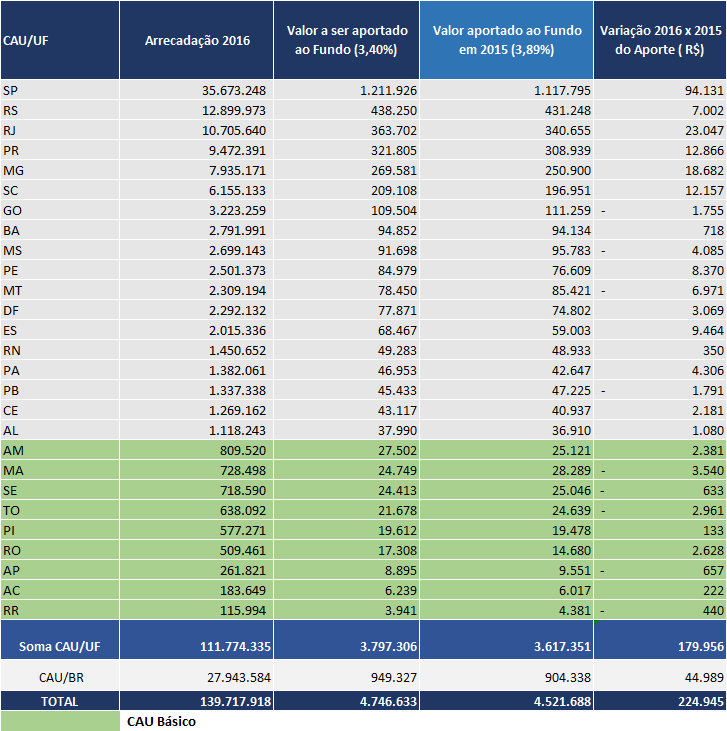 CAU/UF Arrecadação 2016 Valor a ser aportado ao Fundo (3,40%) Valor aportado ao Fundo em 2015 (3,89%) Variação 2016 x 2015 do Aporte ( R$)
SP 35.673.248 1.211.926 1.117.795 94.131
RS 12.899.973 438.250 431.248 7.002
RJ 10.705.640 363.702 340.655 23.047
PR 9.472.391 321.805 308.939 12.866
MG 7.935.171 269.581 250.900 18.682
SC 6.155.133 209.108 196.951 12.157
GO 3.223.259 109.504 111.259 - 1.755
BA 2.791.991 94.852 94.134 718
MS 2.699.143 91.698 95.783 - 4.085
PE 2.501.373 84.979 76.609 8.370
MT 2.309.194 78.450 85.421 - 6.971
DF 2.292.132 77.871 74.802 3.069
ES 2.015.336 68.467 59.003 9.464
RN 1.450.652 49.283 48.933 350
PA 1.382.061 46.953 42.647 4.306
PB 1.337.338 45.433 47.225 - 1.791
CE 1.269.162 43.117 40.937 2.181
AL 1.118.243 37.990 36.910 1.080
AM 809.520 27.502 25.121 2.381
MA 728.498 24.749 28.289 - 3.540
SE 718.590 24.413 25.046 - 633
TO 638.092 21.678 24.639 - 2.961
PI 577.271 19.612 19.478 133
RO 509.461 17.308 14.680 2.628
AP 261.821 8.895 9.551 - 657
AC 183.649 6.239 6.017 222
RR 115.994 3.941 4.381 - 440
Soma CAU/UF 111.774.335 3.797.306 3.617.351 179.956
CAU/BR 27.943.584 949.327 904.338 44.989
TOTAL 139.717.918 4.746.633 4.521.688 224.945
CAU Básico